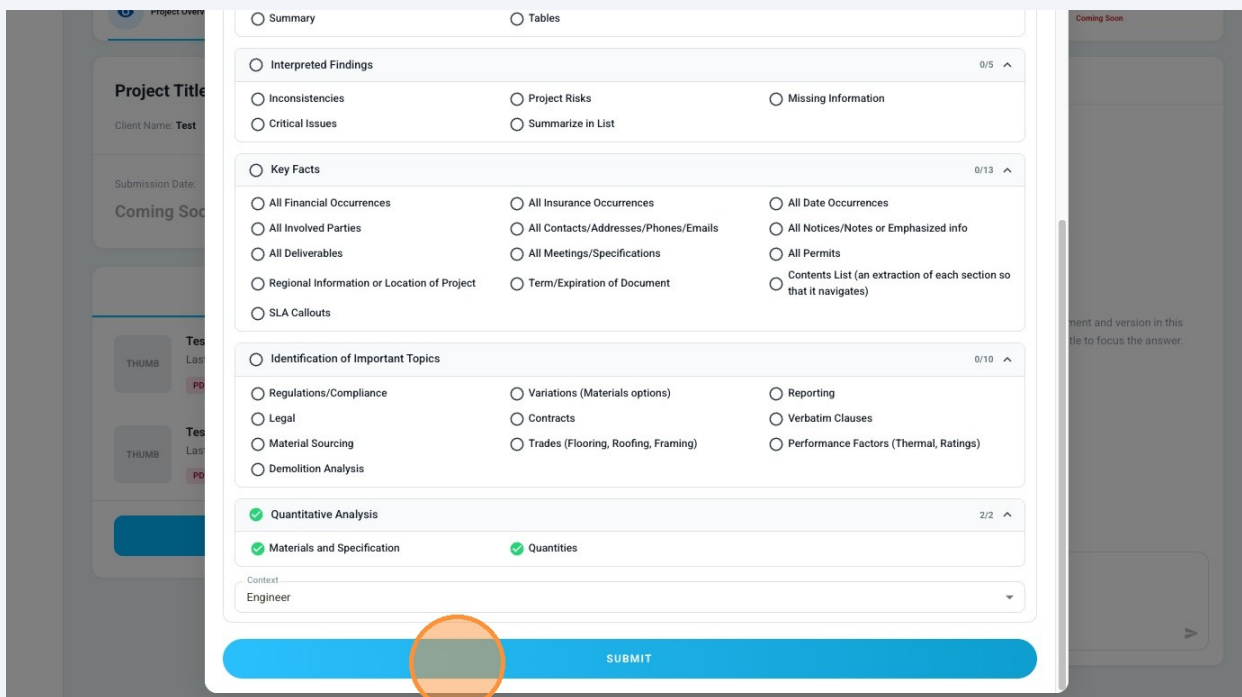 Project Overv
Summary
Tables
Coming Soon
Interpreted Findings
0/5
Inconsistencies
Project Risks
Missing Information
Critical Issues
Summarize in List
Project Title
Client Name: Test
Key Facts
0/13
Submission Date:
Coming Soo
All Financial Occurrences
All Insurance Occurrences
All Date Occurrences
All Involved Parties
All Contacts/Addresses/Phones/Emails
All Notices/Notes or Emphasized info
All Deliverables
All Meetings/Specifications
All Permits
Regional Information or Location of Project
Term/Expiration of Document
Contents List (an extraction of each section so
that it navigates)
SLA Callouts
THUMB
Tes
Las
PD
Identification of Important Topics
0/10
Regulations/Compliance
Variations (Materials options)
Reporting
Legal
Contracts
Verbatim Clauses
Material Sourcing
Trades (Flooring, Roofing, Framing)
Performance Factors (Thermal, Ratings)
Demolition Analysis
THUMB
Tes
Las
PD
ment and version in this
tle to focus the answer.
Quantitative Analysis
2/2
Materials and Specification
Quantities
Context
Engineer
SUBMIT